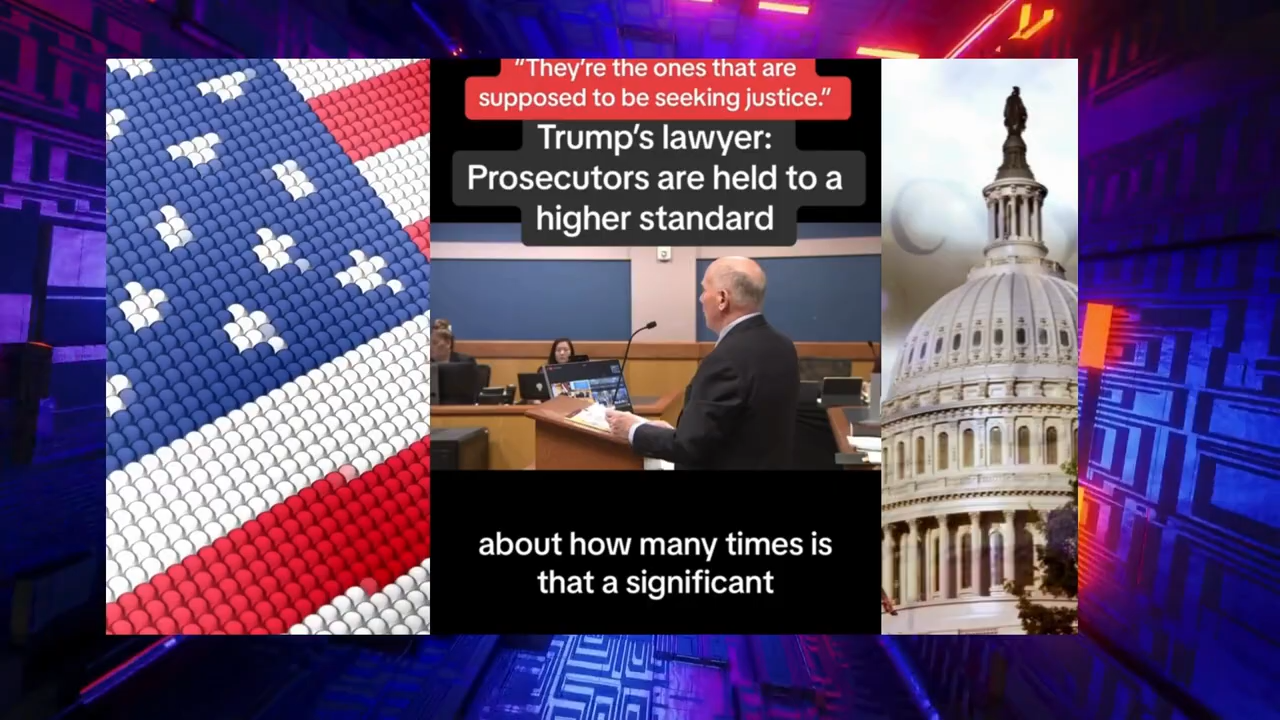 “They’re the ones that are
supposed to be seeking justice.”
Trump’s lawyer:
Prosecutors are held to a
higher standard
about how many times is
that a significant